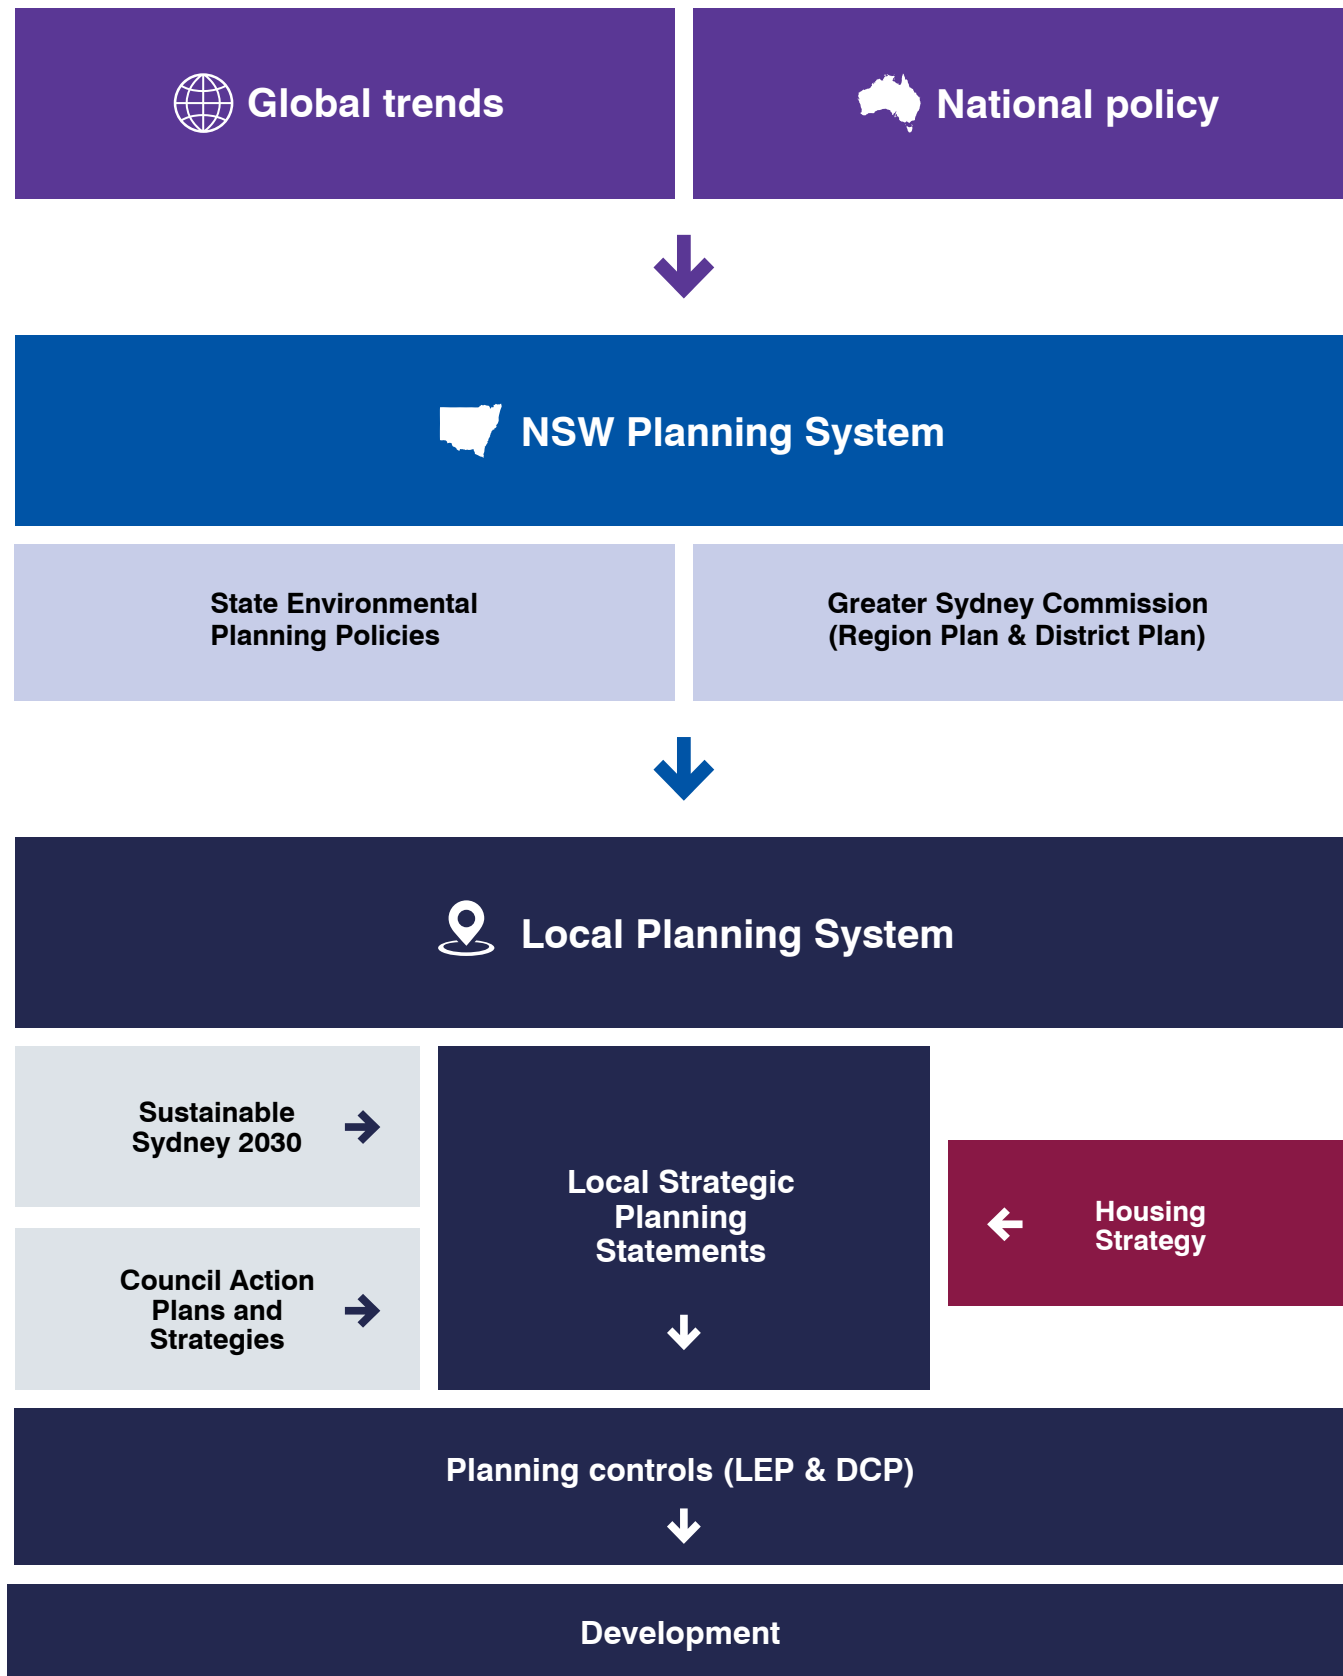 Global trends
National policy
NSW Planning System
State Environmental
Planning Policies
Greater Sydney Commission
(Region Plan & District Plan)
Local Planning System
Sustainable
Sydney 2030
Council Action
Plans and
Strategies
Local Strategic
Planning
Statements
Housing
Strategy
Planning controls (LEP & DCP)
Development